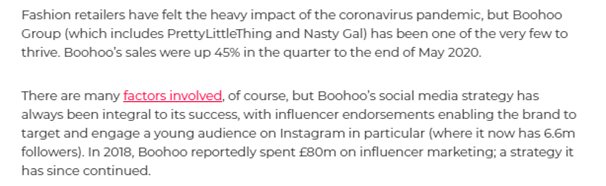 Fashion retailers have felt the heavy impact of the coronavirus pandemic, but Boohoo
Group (which includes PrettyLittleThing and Nasty Gal) has been one of the very few to
thrive. Boohoo’s sales were up 45% in the quarter to the end of May 2020.
There are many factors involved, of course, but Boohoo’s social media strategy has
always been integral to its success, with influencer endorsements enabling the brand to
target and engage a young audience on Instagram in particular (where it now has 6.6m
followers). In 2018, Boohoo reportedly spent £80m on influencer marketing; a strategy it
has since continued.